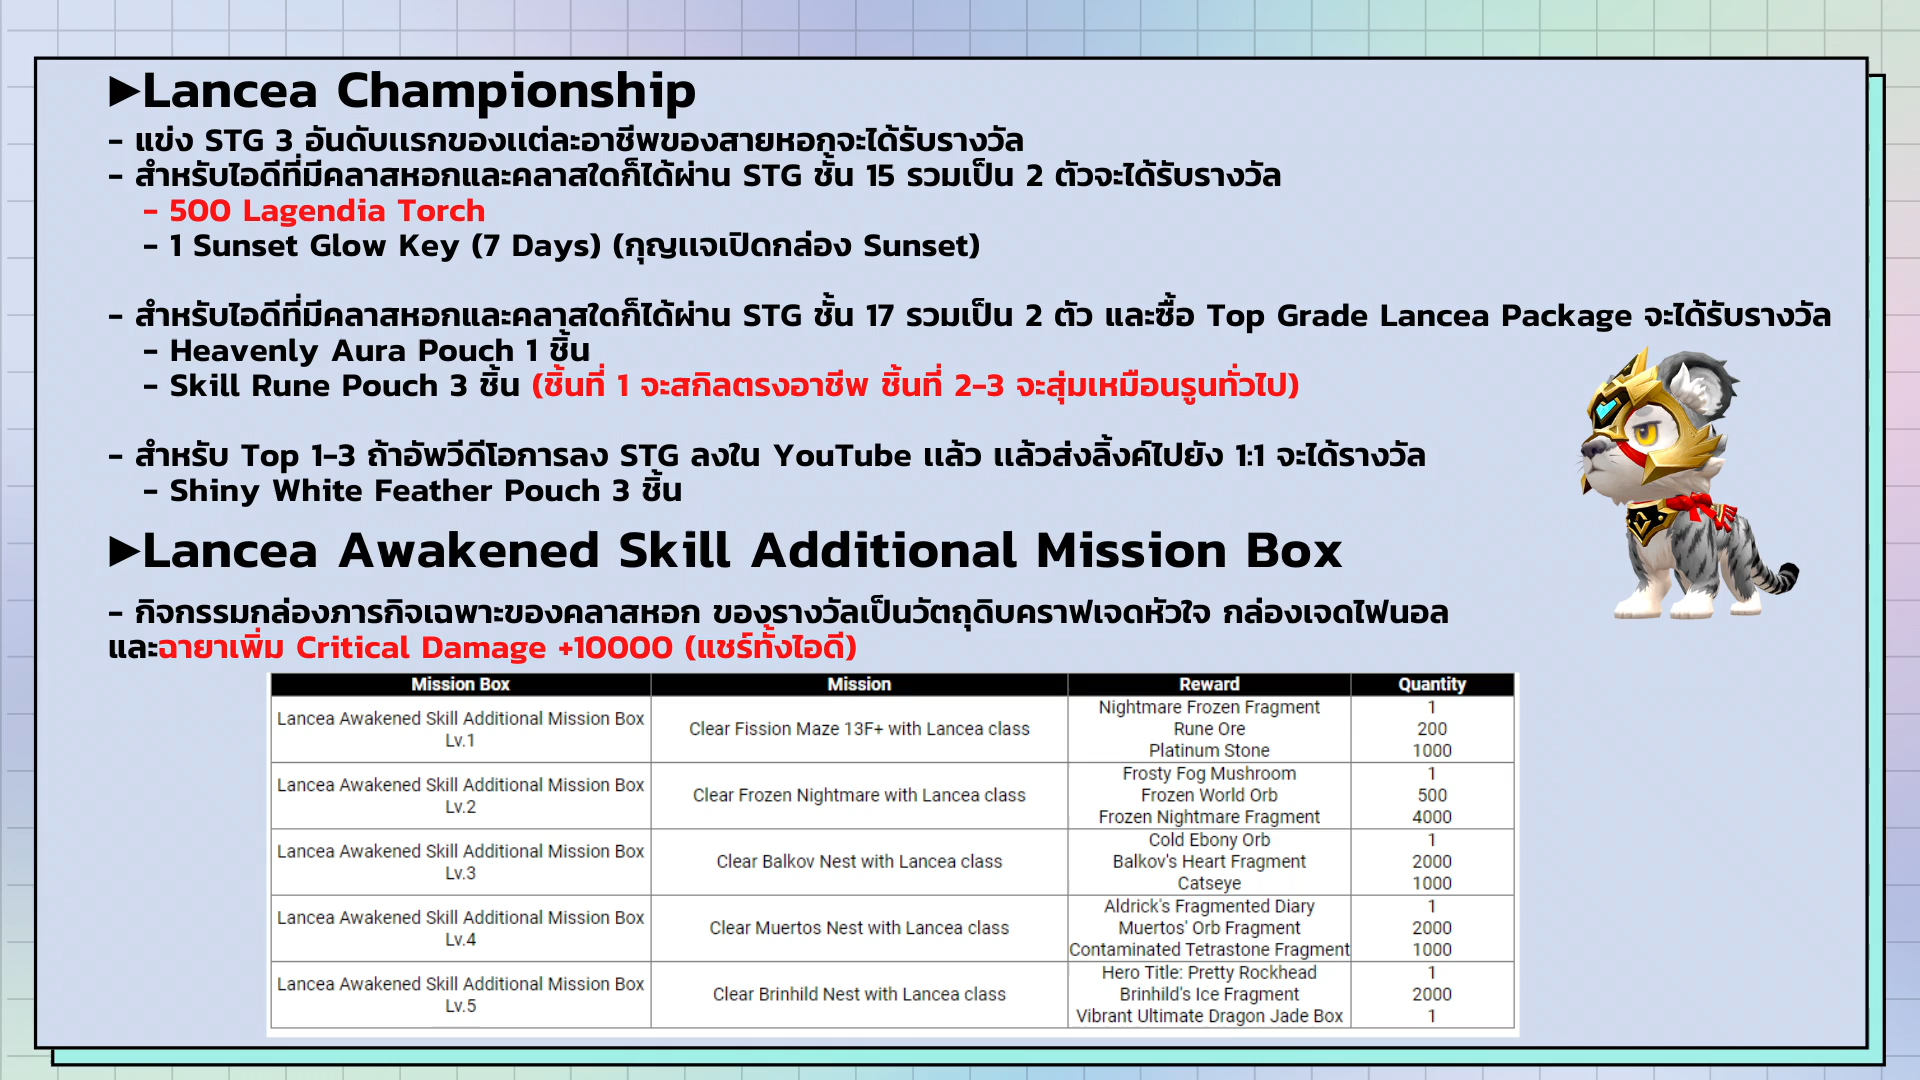 ►Lancea Championship
- แข่ง STG 3 อันดับแรกของแต่ละอาชีพของสายหอกจะได้รับรางวัล
- สำหรับไอดีที่มีคลาสหอกและคลาสใดก็ได้ผ่าน STG ชั้น 15 รวมเป็น 2 ตัวจะได้รับรางวัล
- 500 Lagendia Torch
- 1 Sunset Glow Key (7 Days) (กุญแจเปิดกล่อง Sunset)
- สำหรับไอดีที่มีคลาสหอกและคลาสใดก็ได้ผ่าน STG ชั้น 17 รวมเป็น 2 ตัว และซื้อ Top Grade Lancea Package จะได้รับรางวัล
- Heavenly Aura Pouch 1 ชิ้น
- Skill Rune Pouch 3 ชิ้น (ชิ้นที่ 1 จะสกิลตรงอาชีพ ชิ้นที่ 2-3 จะสุ่มเหมือนรูนทั่วไป)
- สำหรับ Top 1-3 ถ้าอัพวีดีโอการลง STG ลงใน YouTube แล้ว แล้วส่งลิ้งค์ไปยัง 1:1 จะได้รางวัล
- Shiny White Feather Pouch 3 ชิ้น
►Lancea Awakened Skill Additional Mission Box
- กิจกรรมกล่องภารกิจเฉพาะของคลาสหอก ของรางวัลเป็นวัตถุดิบคราฟเจดหัวใจ กล่องเจดไฟนอล
และฉายาเพิ่ม Critical Damage +10000 (แชร์ทั้งไอดี)
Mission Box Mission Reward Quantity
Lancea Awakened Skill Additional Mission Box
Lv.1
Clear Fission Maze 13F+ with Lancea class
Nightmare Frozen Fragment 1
Rune Ore 200
Platinum Stone 1000
Lancea Awakened Skill Additional Mission Box
Lv.2
Clear Frozen Nightmare with Lancea class
Frosty Fog Mushroom 1
Frozen World Orb 500
Frozen Nightmare Fragment 4000
Lancea Awakened Skill Additional Mission Box
Lv.3
Clear Balkov Nest with Lancea class
Cold Ebony Orb 1
Balkov's Heart Fragment 2000
Catseye 1000
Lancea Awakened Skill Additional Mission Box
Lv.4
Clear Muertos Nest with Lancea class
Aldrick's Fragmented Diary 1
Muertos' Orb Fragment 2000
Contaminated Tetrastone Fragment 1000
Lancea Awakened Skill Additional Mission Box
Lv.5
Clear Brinhild Nest with Lancea class
Hero Title: Pretty Rockhead 1
Brinhild's Ice Fragment 2000
Vibrant Ultimate Dragon Jade Box 1